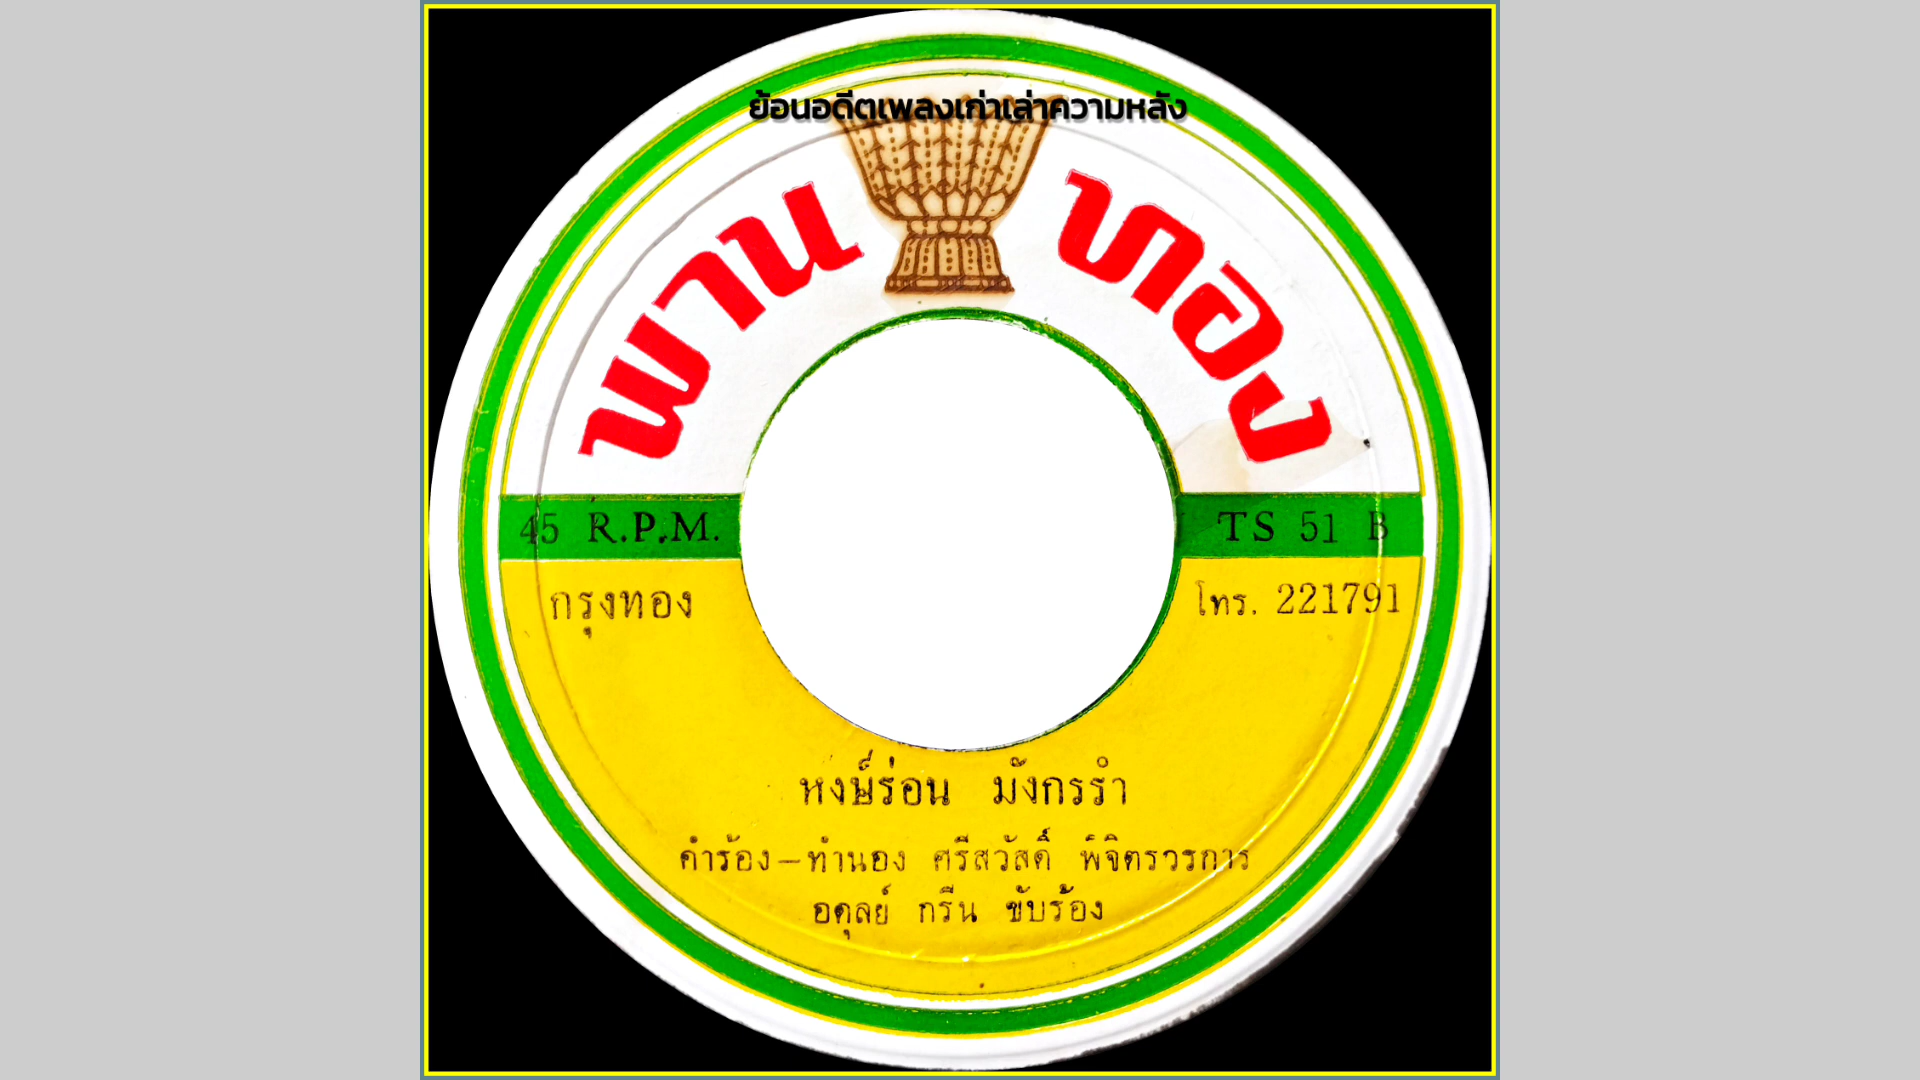 ย้อนอดีตเพลงเก่าเล่าความหลัง
พาน ทอง
45 R.P.M. TS 51 B
กรุงทอง โทร. 221791
หงษ์ร่อน มังกรรำ
คำร้อง–ทำนอง ศรีสวัสดิ์ พิจิตรวรการ
อดุลย์ กรีน ขับร้อง